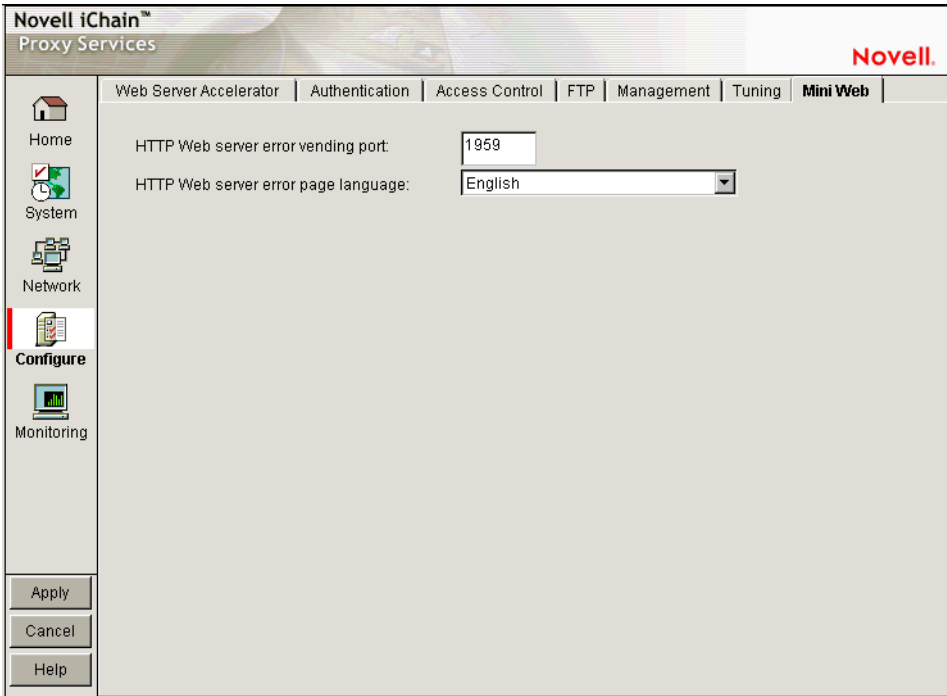 Novell iChain™
Proxy Services
Novell.
Web Server Accelerator Authentication Access Control FTP Management Tuning Mini Web
Home
System
Network
Configure
Monitoring
HTTP Web server error vending port: 1959
HTTP Web server error page language: English
Apply
Cancel
Help